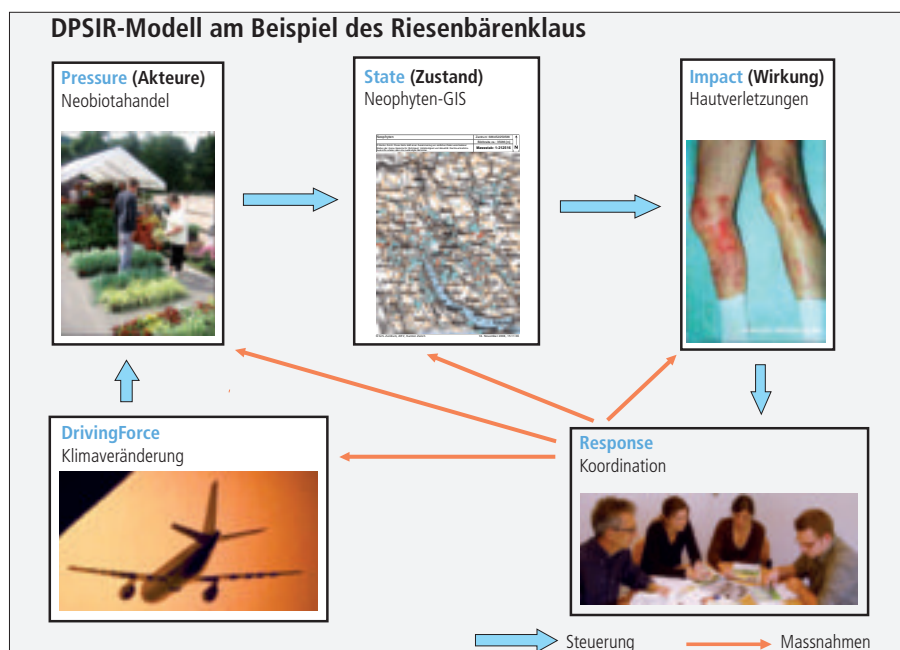 DPSIR-Modell am Beispiel des Riesenbärenklaus
Pressure (Akteure)
Neobiotahandel
State (Zustand)
Neophyten-GIS
Impact (Wirkung)
Hautverletzungen
DrivingForce
Klimaveränderung
Response
Koordination
Steuerung
Massnahmen